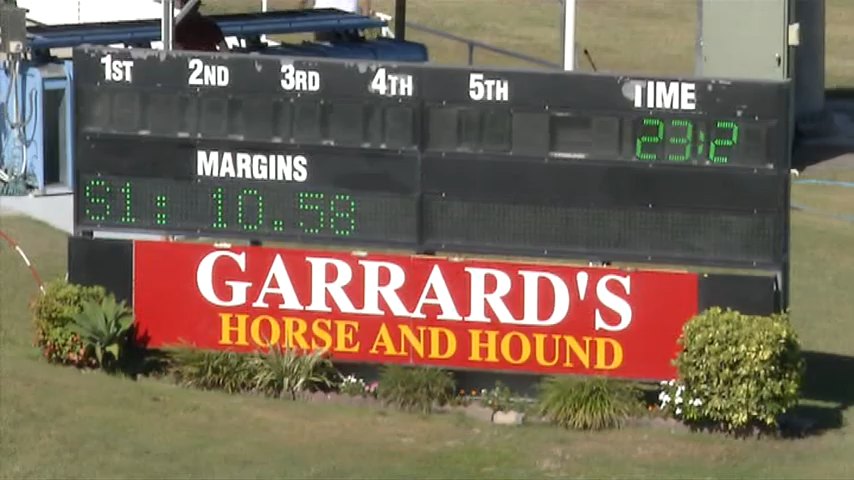 1ST 2ND 3RD 4TH 5TH TIME
23:2
MARGINS
S1: 10.58
GARRARD'S
HORSE AND HOUND